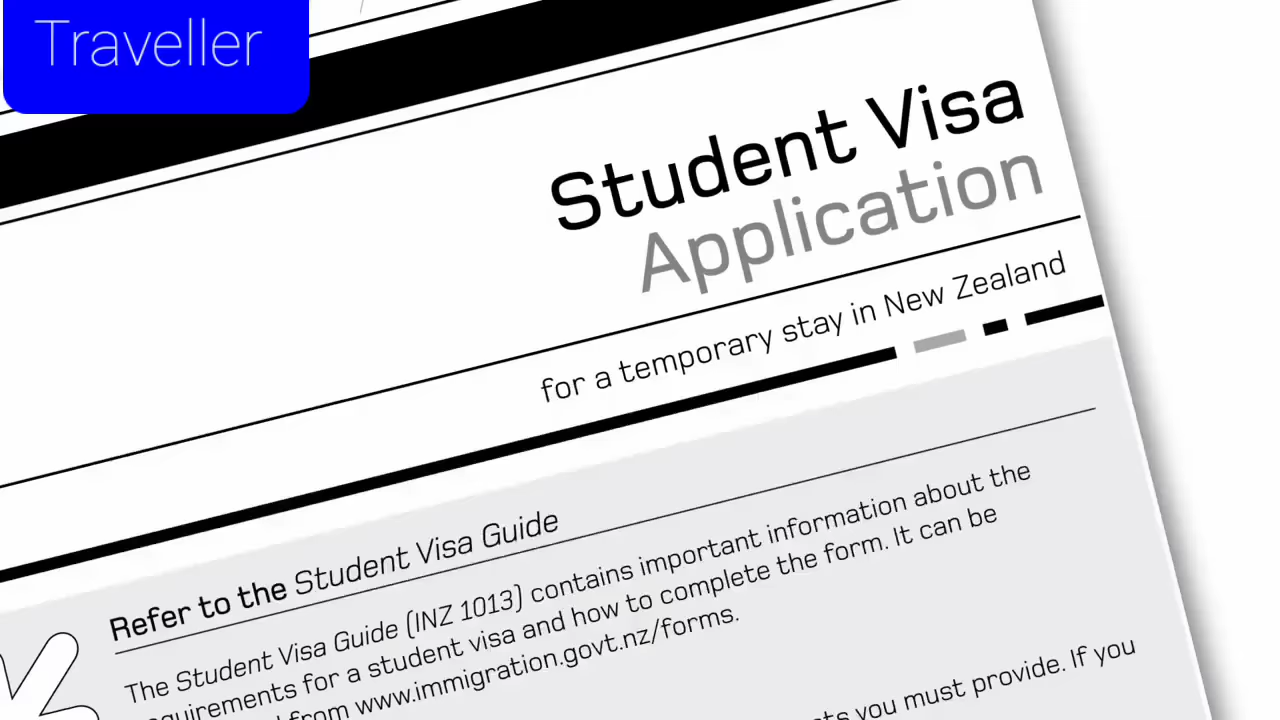 Traveller
Student Visa
Application
for a temporary stay in New Zealand
Refer to the Student Visa Guide
The Student Visa Guide (INZ 1013) contains important information about the
for a student visa and how to complete the form. It can be
from www.immigration.govt.nz/forms.
you must provide. If you